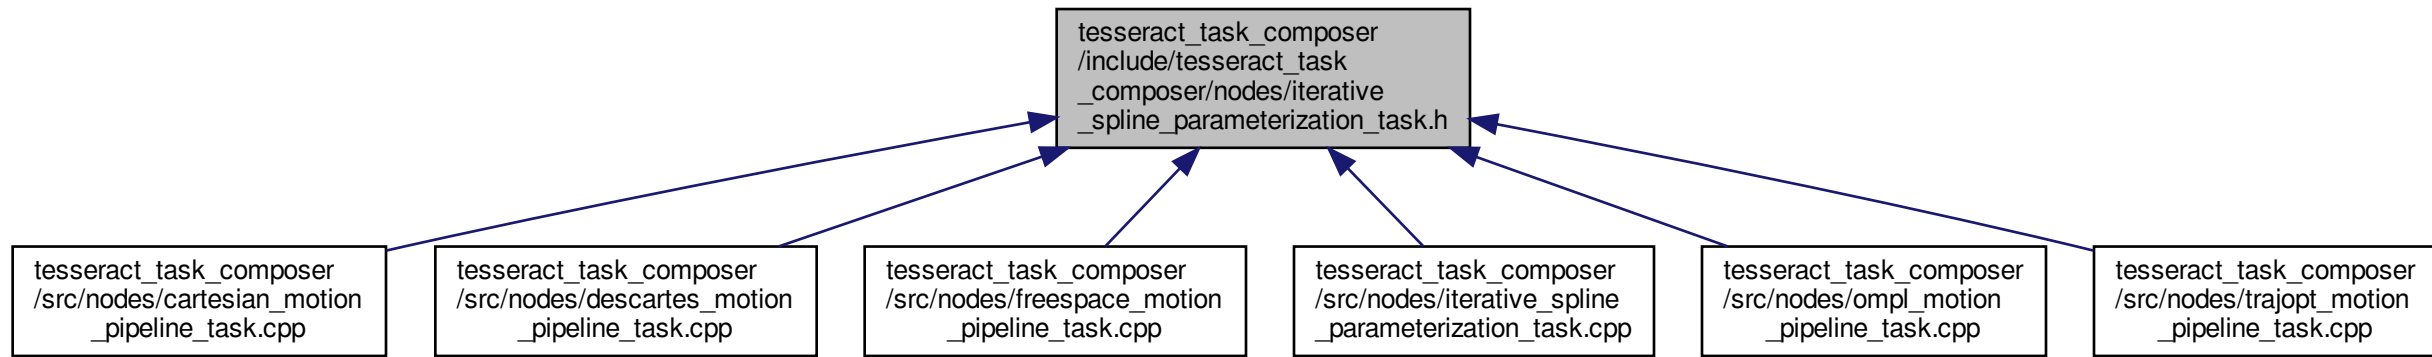 tesseract_task_composer
/include/tesseract_task
_composer/nodes/iterative
_spline_parameterization_task.h
tesseract_task_composer
/src/nodes/cartesian_motion
_pipeline_task.cpp
tesseract_task_composer
/src/nodes/descartes_motion
_pipeline_task.cpp
tesseract_task_composer
/src/nodes/freespace_motion
_pipeline_task.cpp
tesseract_task_composer
/src/nodes/iterative_spline
_parameterization_task.cpp
tesseract_task_composer
/src/nodes/ompl_motion
_pipeline_task.cpp
tesseract_task_composer
/src/nodes/trajopt_motion
_pipeline_task.cpp